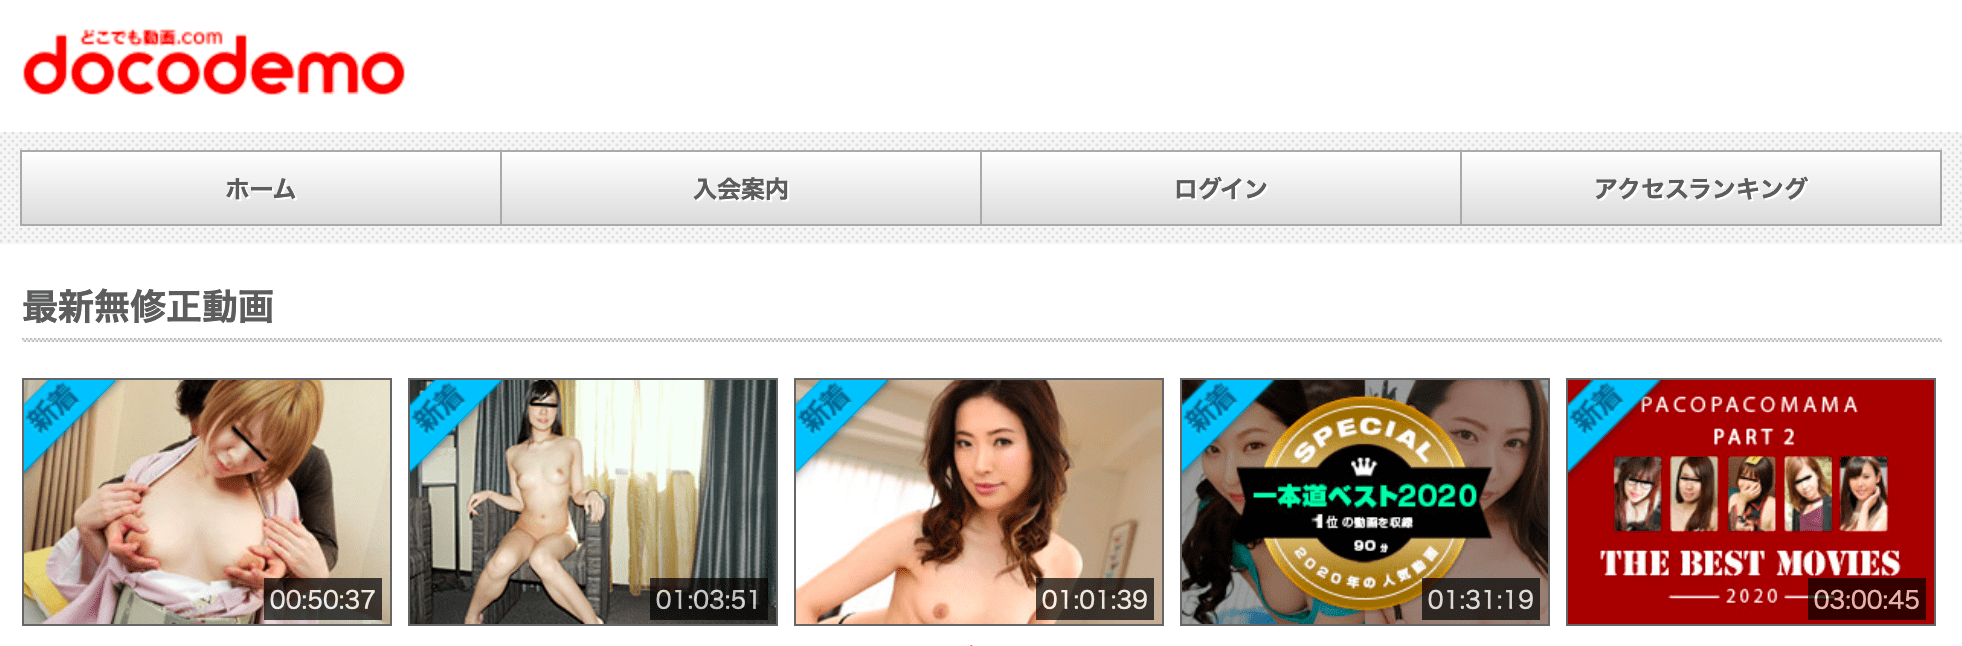 どこでも動画.com
docodemo
ホーム
入会案内
ログイン
アクセスランキング
最新無修正動画
新着
00:50:37
新着
01:03:51
新着
01:01:39
新着
SPECIAL
一本道ベスト2020
1位の動画を収録
90分
2020年の人気動画
01:31:19
新着
PACOPACOMAMA
PART 2
THE BEST MOVIES
2020
03:00:45